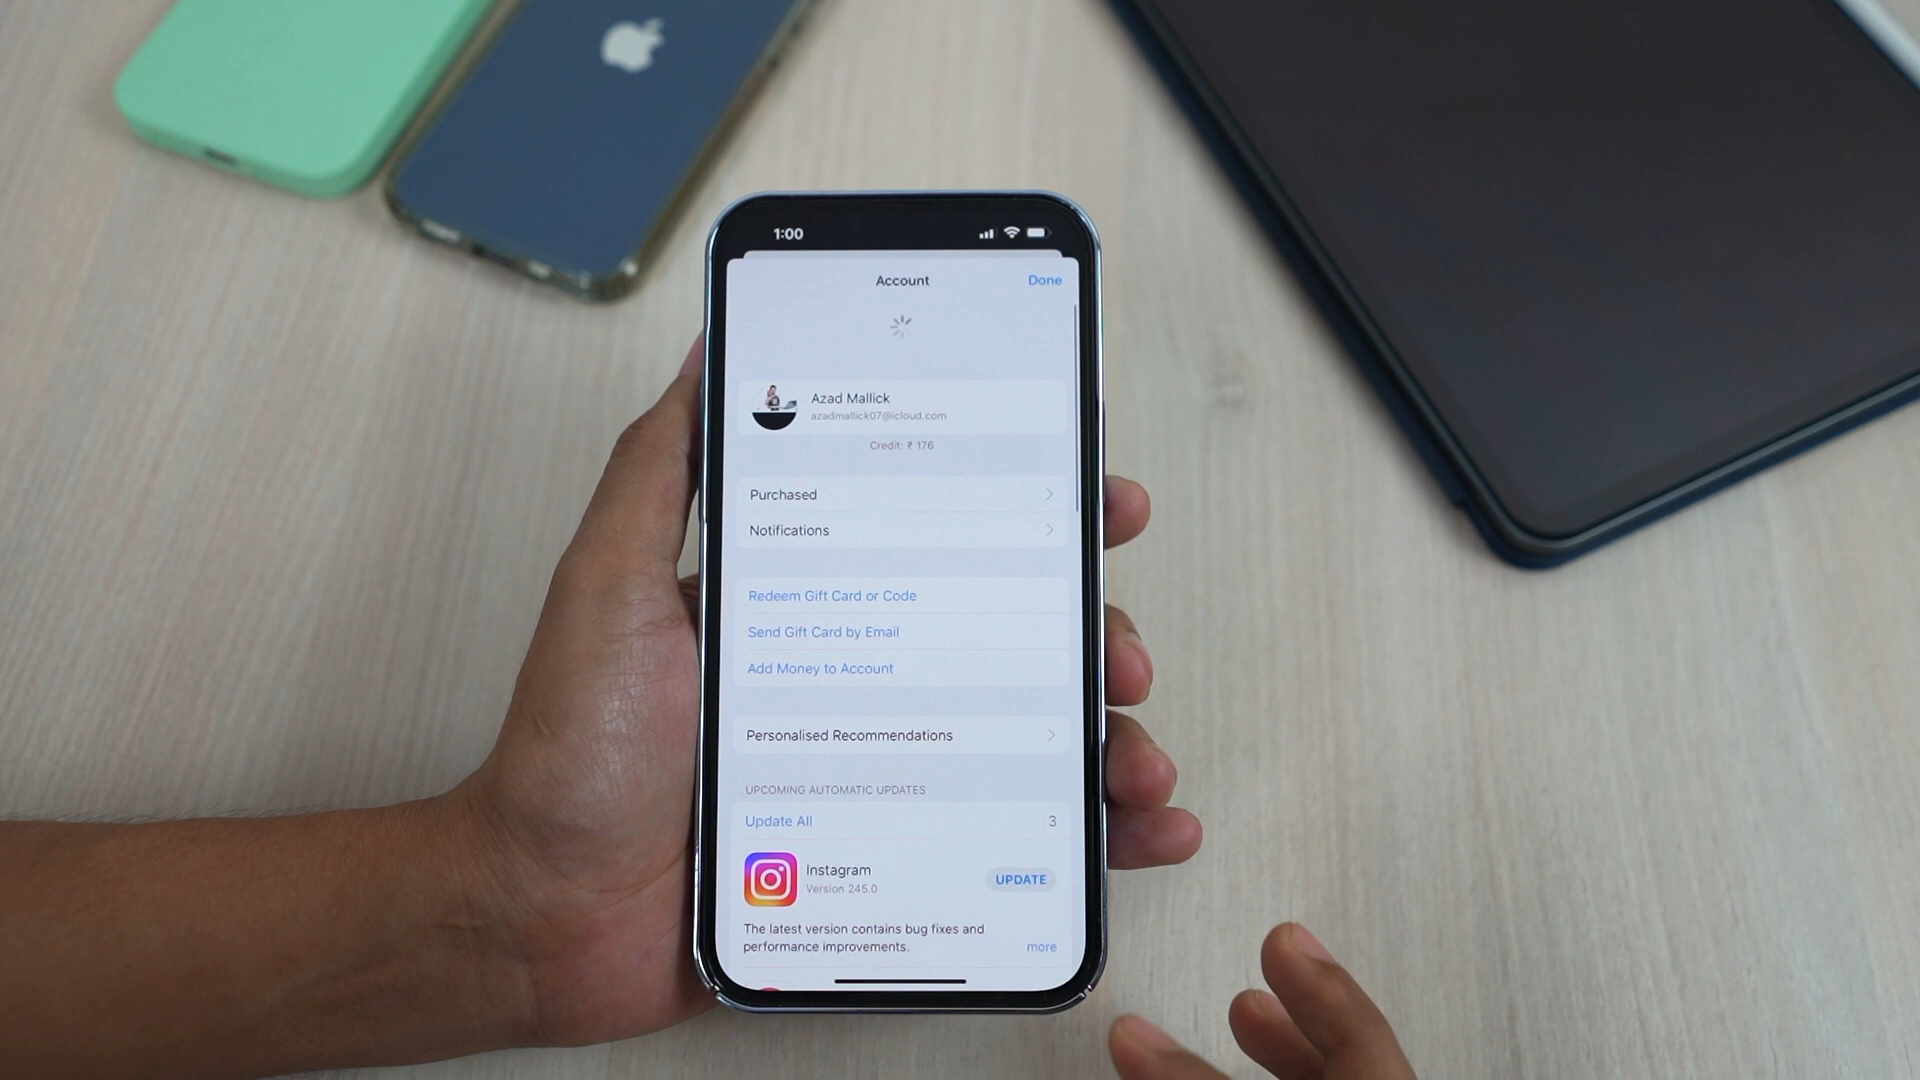 1:00
Account
Done
Azad Mallick
azadmallick07@icloud.com
Credit: ₹ 176
Purchased
Notifications
Redeem Gift Card or Code
Send Gift Card by Email
Add Money to Account
Personalised Recommendations
UPCOMING AUTOMATIC UPDATES
Update All
3
Instagram
Version 245.0
UPDATE
The latest version contains bug fixes and
performance improvements.
more